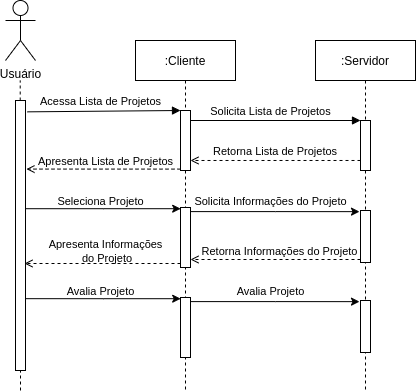 Usuário
:Cliente
:Servidor
Acessa Lista de Projetos
Solicita Lista de Projetos
Retorna Lista de Projetos
Apresenta Lista de Projetos
Seleciona Projeto
Solicita Informações do Projeto
Apresenta Informações
do Projeto
Retorna Informações do Projeto
Avalia Projeto
Avalia Projeto